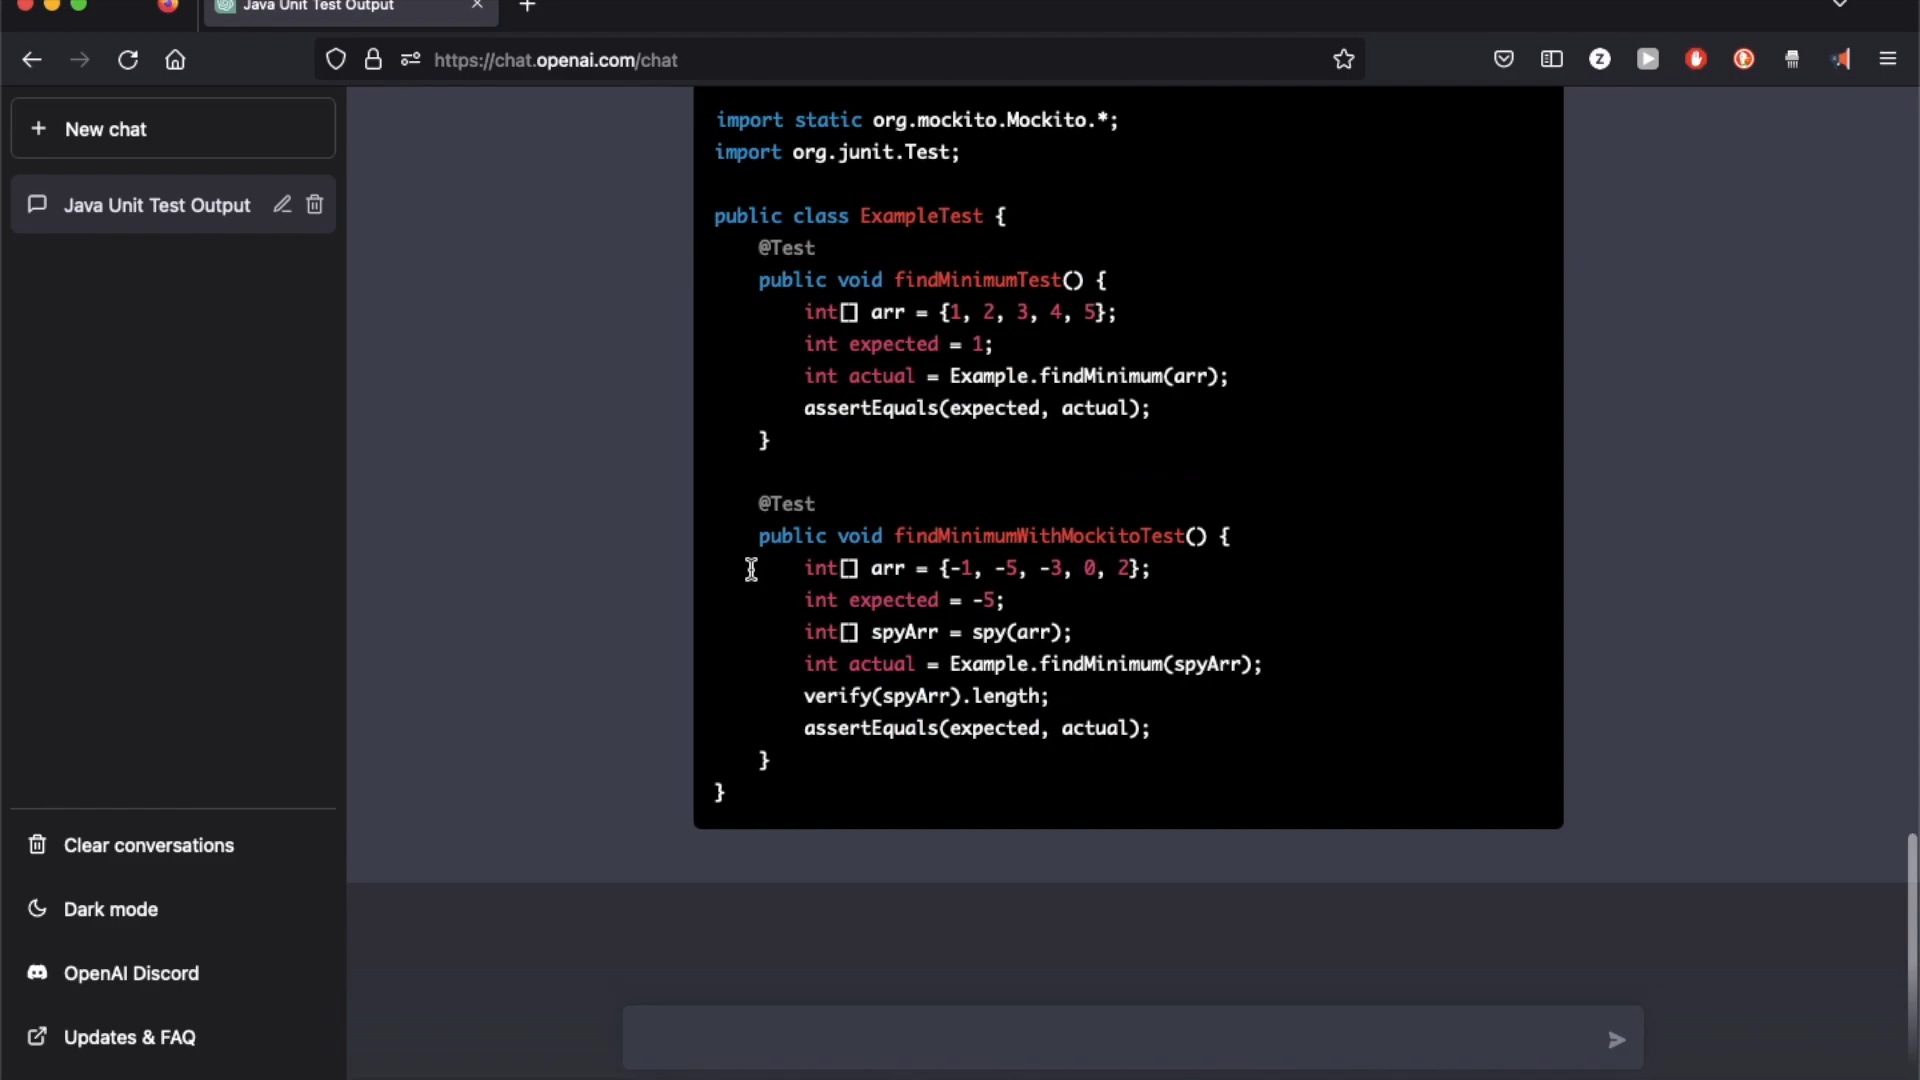 Java Unit Test Output
https://chat.openai.com/chat
New chat
Java Unit Test Output
import static org.mockito.Mockito.*;
import org.junit.Test;
public class ExampleTest {
@Test
public void findMinimumTest() {
int[] arr = {1, 2, 3, 4, 5};
int expected = 1;
int actual = Example.findMinimum(arr);
assertEquals(expected, actual);
}
@Test
public void findMinimumWithMockitoTest() {
int[] arr = {-1, -5, -3, 0, 2};
int expected = -5;
int[] spyArr = spy(arr);
int actual = Example.findMinimum(spyArr);
verify(spyArr).length;
assertEquals(expected, actual);
}
}
Clear conversations
Dark mode
OpenAI Discord
Updates & FAQ